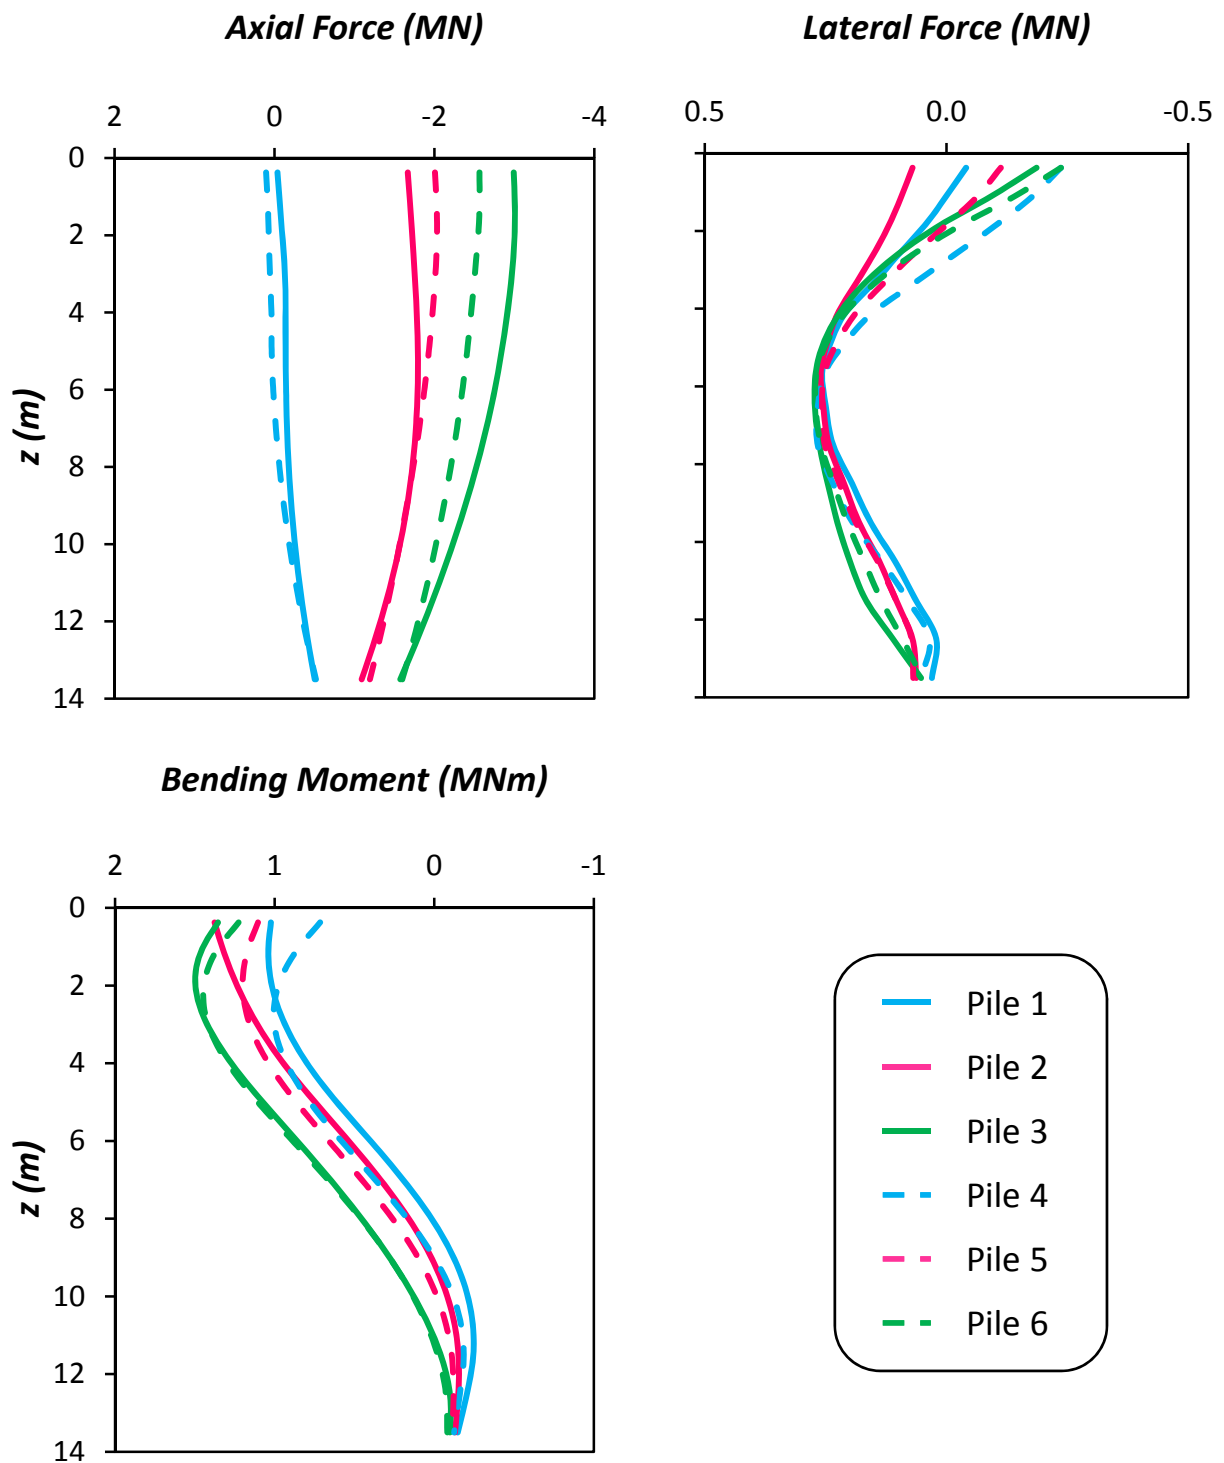 Axial Force (MN)
Lateral Force (MN)
2 0 -2 -4
0.5 0.0 -0.5
0
2
4
6
8
10
12
14
z (m)
Bending Moment (MNm)
2 1 0 -1
0
2
4
6
8
10
12
14
z (m)
Pile 1
Pile 2
Pile 3
Pile 4
Pile 5
Pile 6